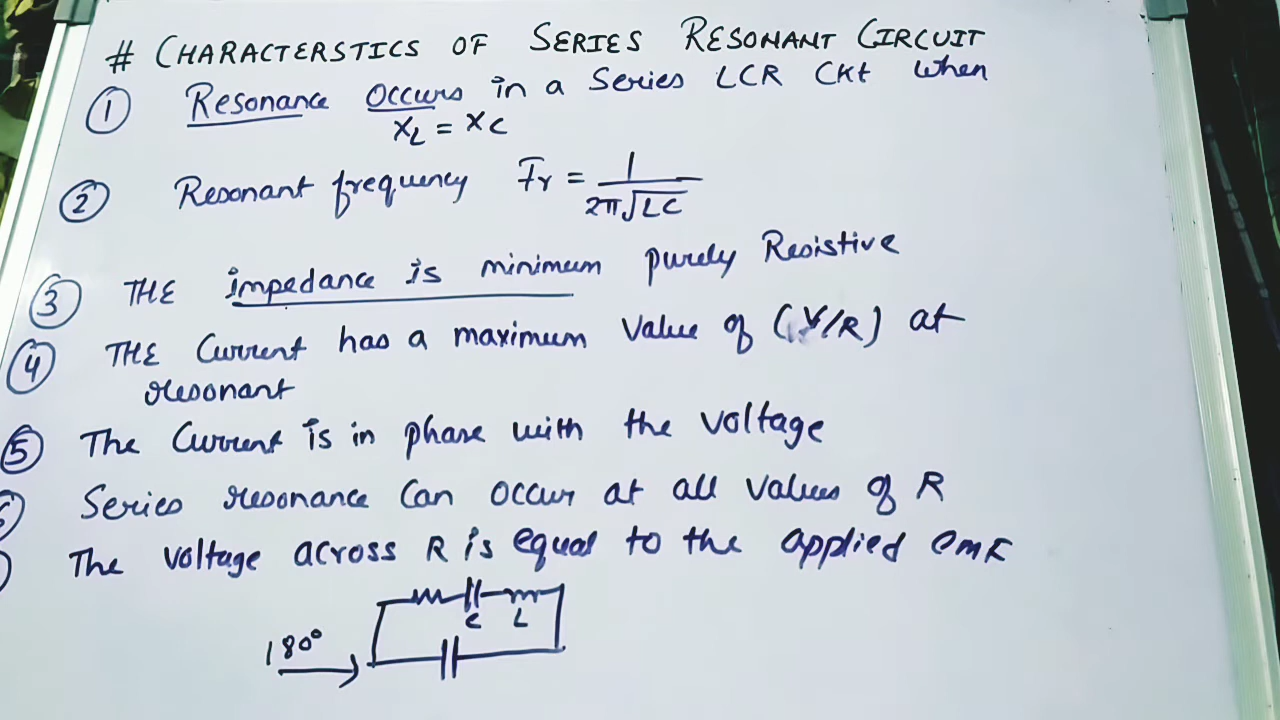 # CHARACTERSTICS OF SERIES RESONANT CIRCUIT
① Resonance occurs in a Series LCR CKt when
X_L = X_C
② Resonant frequency Fr = 1/(2π√LC)
③ THE impedance is minimum purely Resistive
④ THE Current has a maximum Value of (V/R) at
resonant
⑤ The Current is in phase with the voltage
Series resonance Can occur at all values of R
The voltage across R is equal to the applied emf
C L
180°